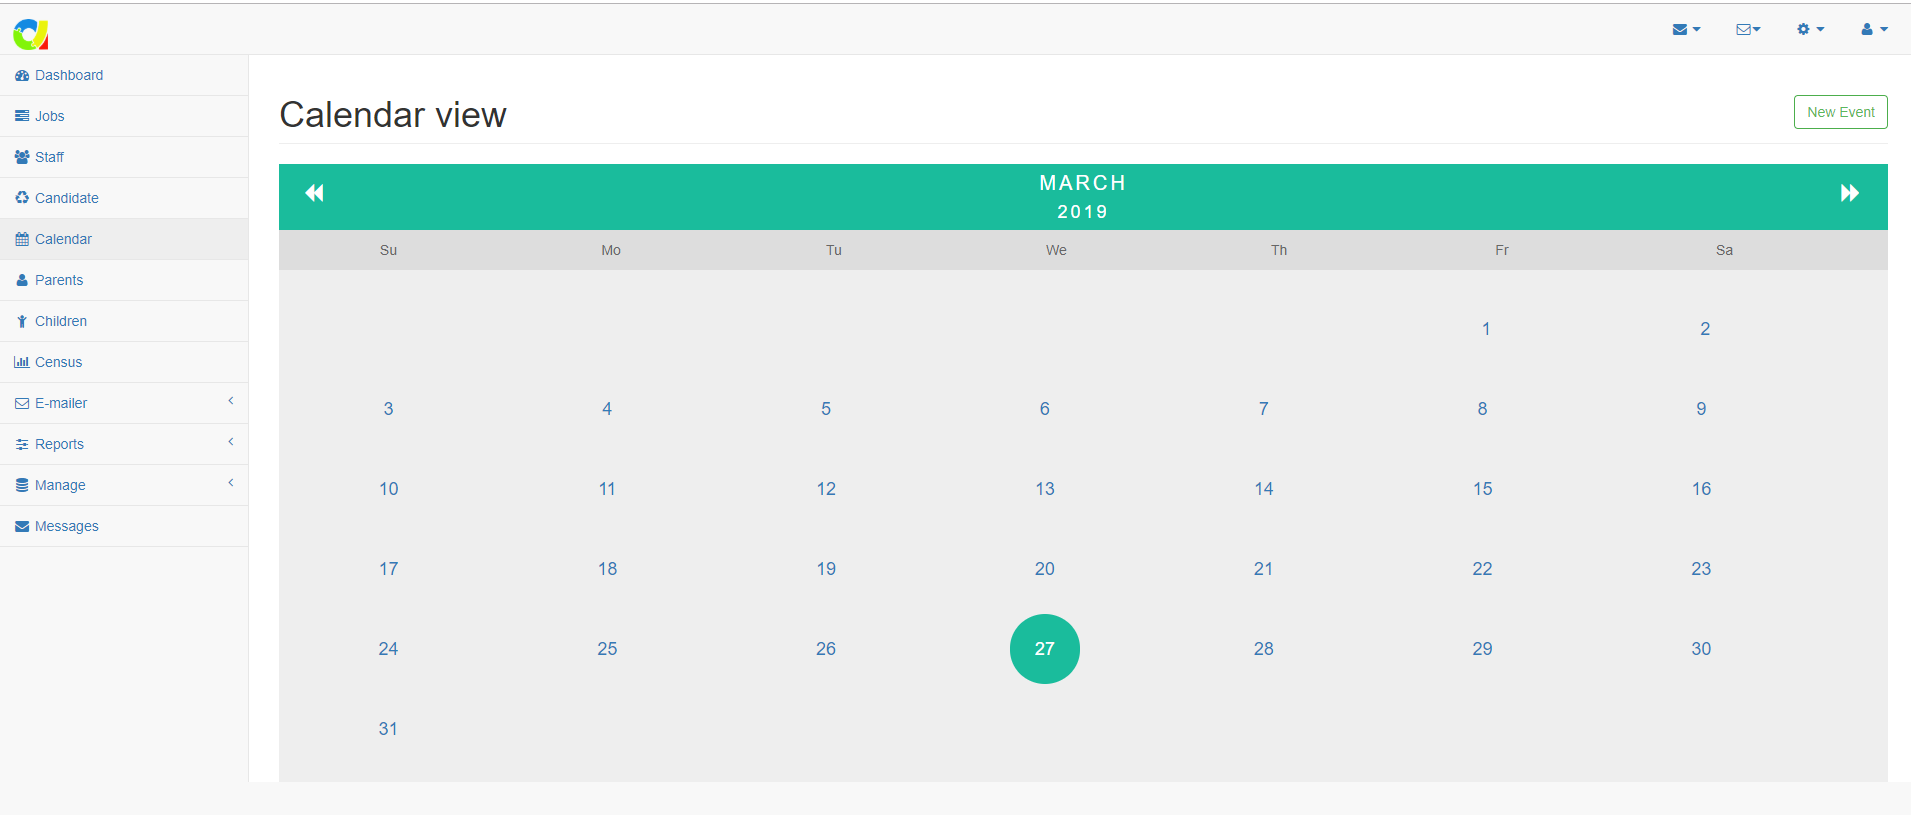 Dashboard
Jobs
Staff
Candidate
Calendar
Parents
Children
Census
E-mailer
Reports
Manage
Messages
Calendar view
New Event
MARCH
2019
Su Mo Tu We Th Fr Sa
1 2
3 4 5 6 7 8 9
10 11 12 13 14 15 16
17 18 19 20 21 22 23
24 25 26 27 28 29 30
31